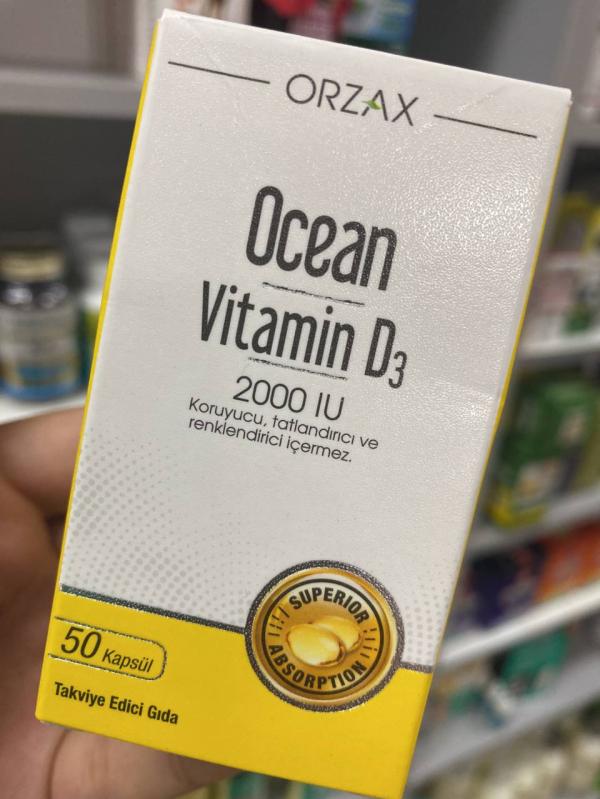 ORZAX
Ocean
Vitamin D3
2000 IU
Koruyucu, tatlandırıcı ve
renklendirici içermez.
SUPERIOR
ABSORPTION
50 Kapsül
Takviye Edici Gıda